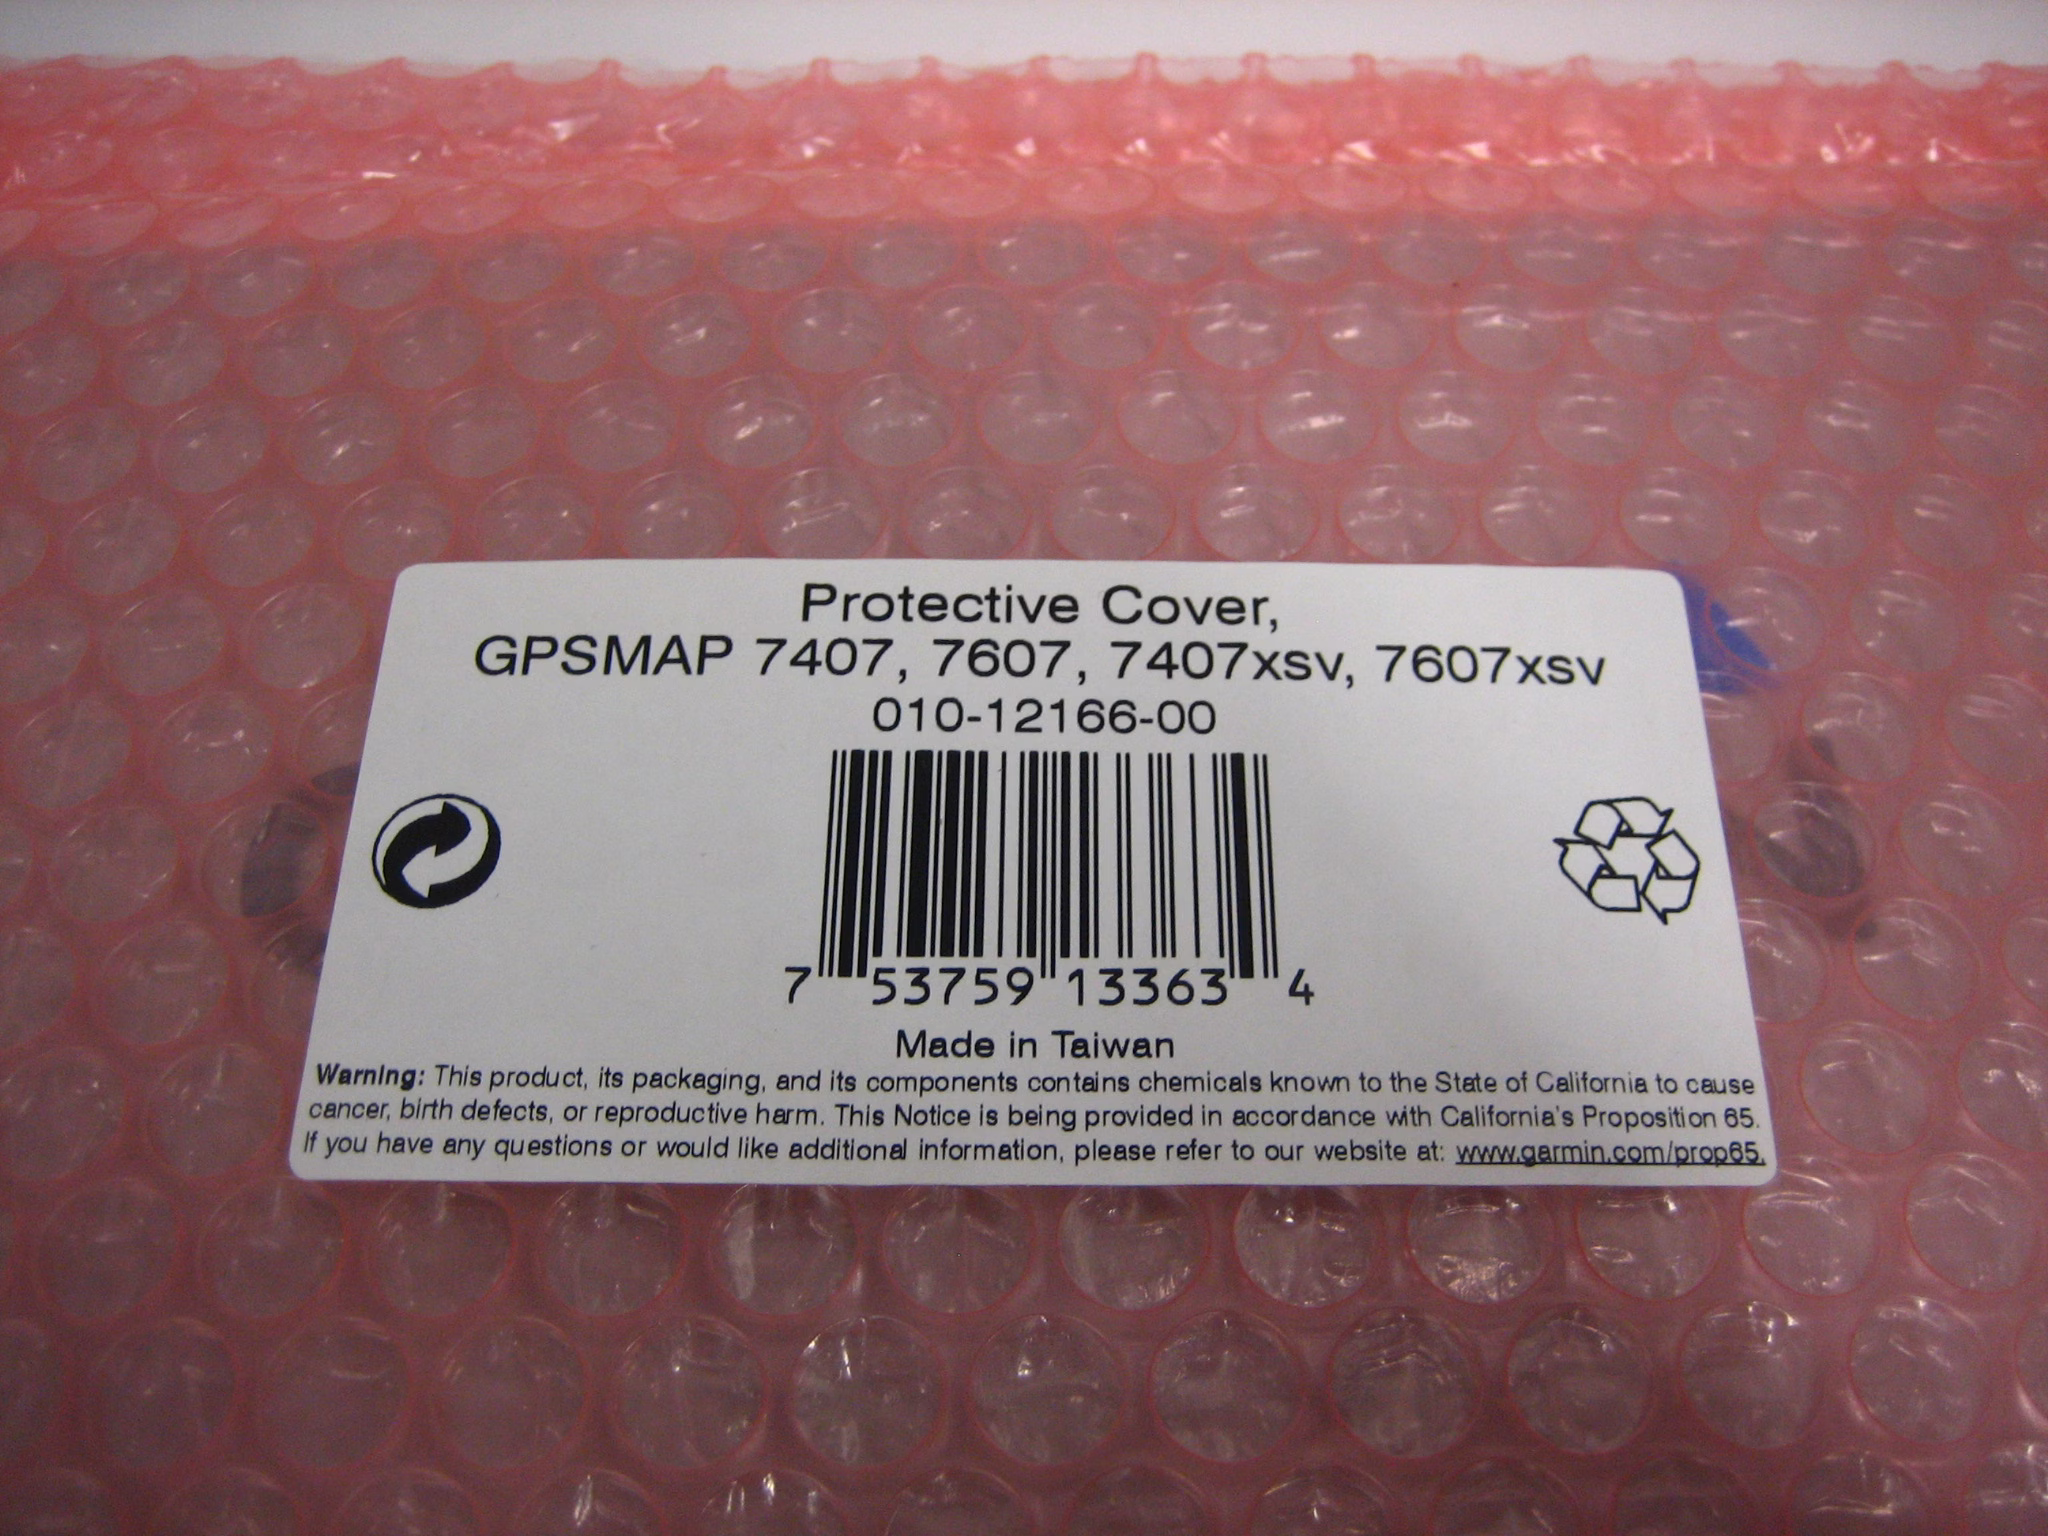 Protective Cover,
GPSMAP 7407, 7607, 7407xsv, 7607xsv
010-12166-00
7 53759 13363 4
Made in Taiwan
Warning: This product, its packaging, and its components contains chemicals known to the State of California to cause
cancer, birth defects, or reproductive harm. This Notice is being provided in accordance with California's Proposition 65.
If you have any questions or would like additional information, please refer to our website at: www.garmin.com/prop65.